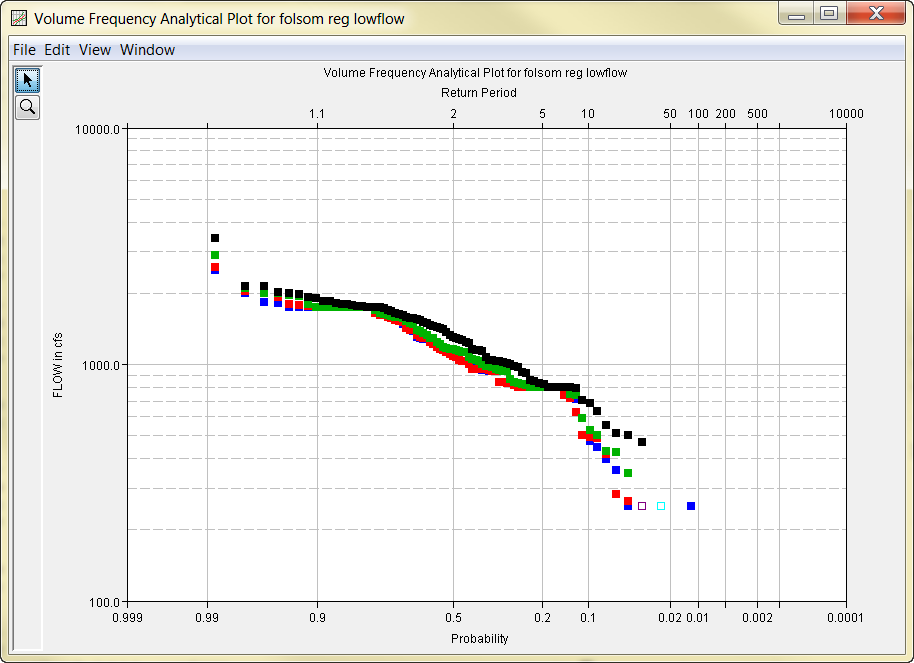 Volume Frequency Analytical Plot for folsom reg lowflow
File Edit View Window
Volume Frequency Analytical Plot for folsom reg lowflow
Return Period
1.1 2 5 10 50 100 200 500 10000
10000.0
1000.0
100.0
FLOW in cfs
0.999 0.99 0.9 0.5 0.2 0.1 0.02 0.01 0.002 0.0001
Probability